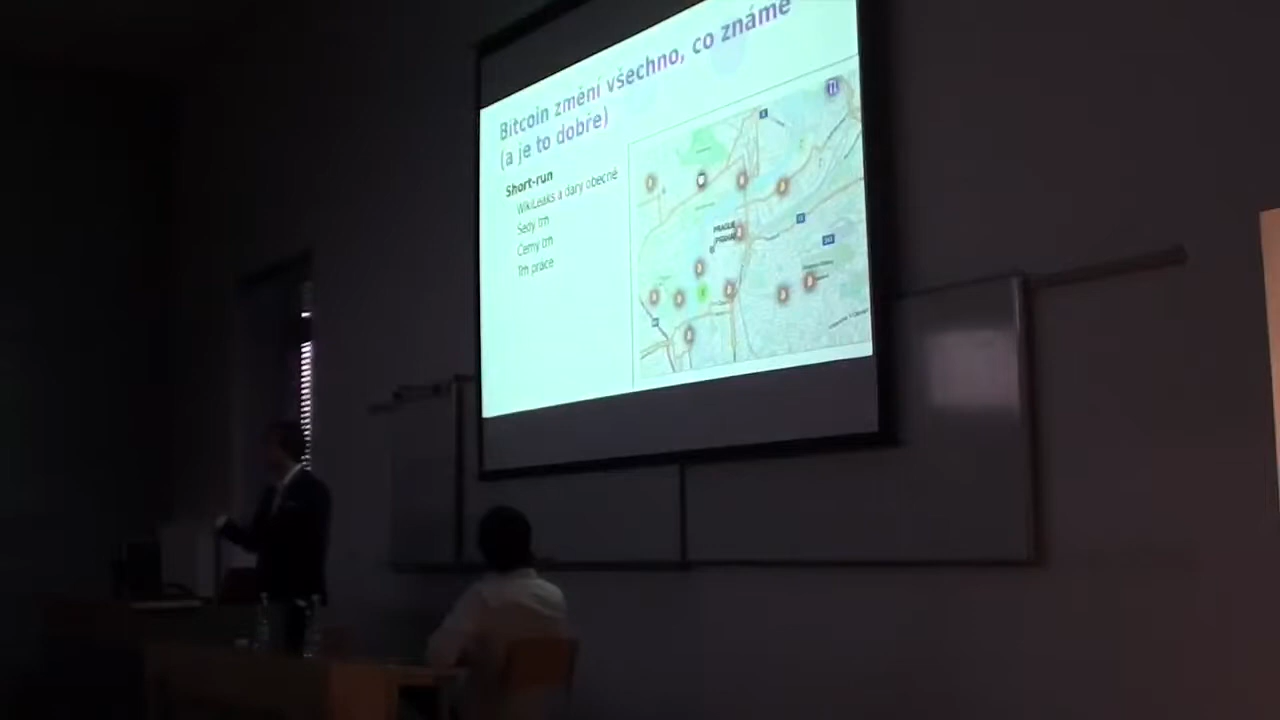 Bitcoin změní všechno, co známe
(a je to dobře)
Short-run
WikiLeaks a dary obecně
Šedý trh
Černý trh
Trh práce
PRAGUE